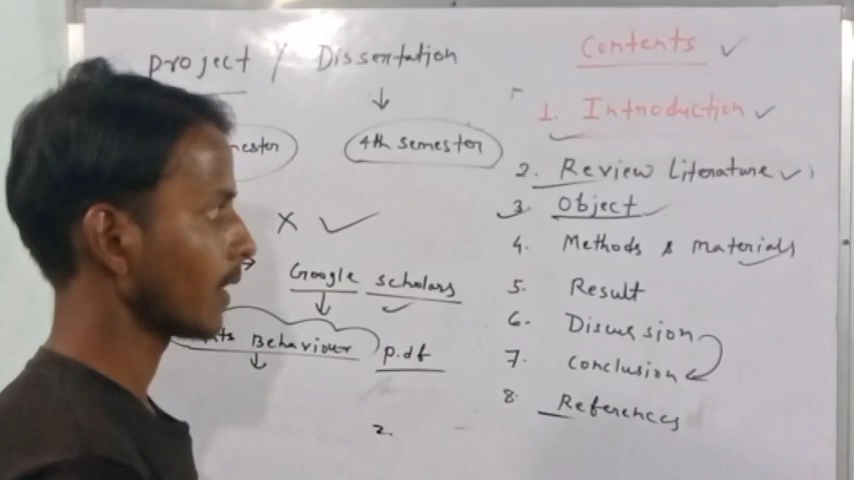 Project / Dissertation
4th semester
Google scholars
Behaviour p.df
2.
Contents
1. Introduction
2. Review Literature
3. Object
4. Methods & materials
5. Result
6. Discussion
7. Conclusion
8. References